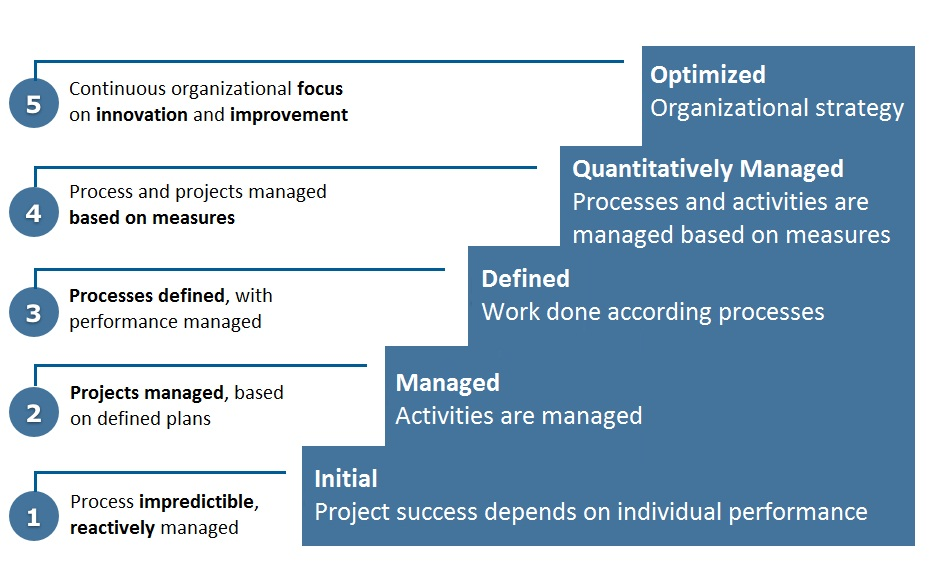 5
Continuous organizational focus
on innovation and improvement
Optimized
Organizational strategy
4
Process and projects managed
based on measures
Quantitatively Managed
Processes and activities are
managed based on measures
3
Processes defined, with
performance managed
Defined
Work done according processes
2
Projects managed, based
on defined plans
Managed
Activities are managed
1
Process impredictible,
reactively managed
Initial
Project success depends on individual performance